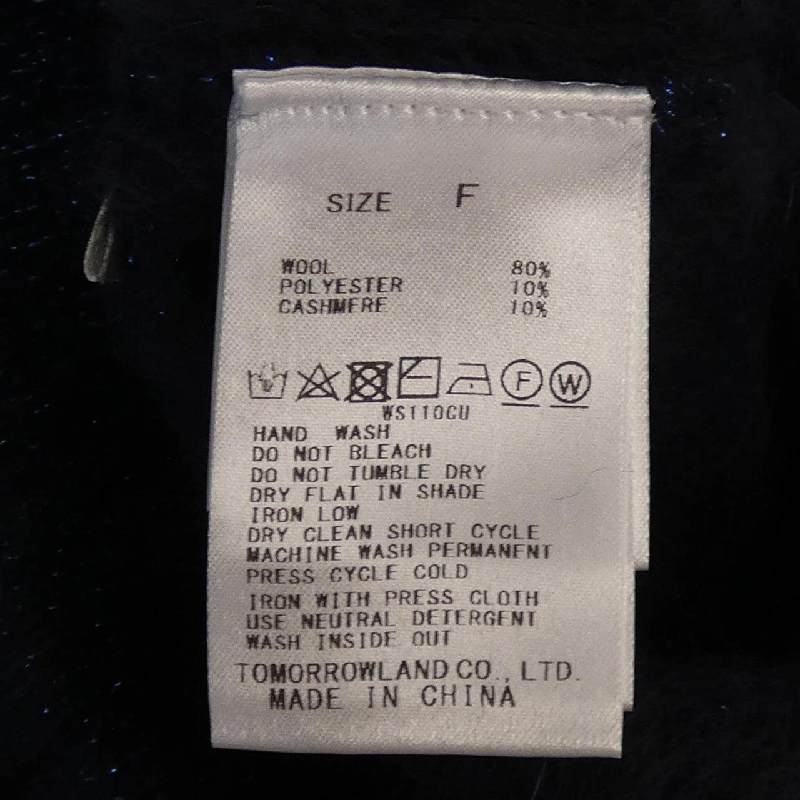 SIZE F
WOOL 80%
POLYESTER 10%
CASHMERE 10%
F W
WS110CU
HAND WASH
DO NOT BLEACH
DO NOT TUMBLE DRY
DRY FLAT IN SHADE
IRON LOW
DRY CLEAN SHORT CYCLE
MACHINE WASH PERMANENT
PRESS CYCLE COLD
IRON WITH PRESS CLOTH
USE NEUTRAL DETERGENT
WASH INSIDE OUT
TOMORROWLAND CO., LTD.
MADE IN CHINA